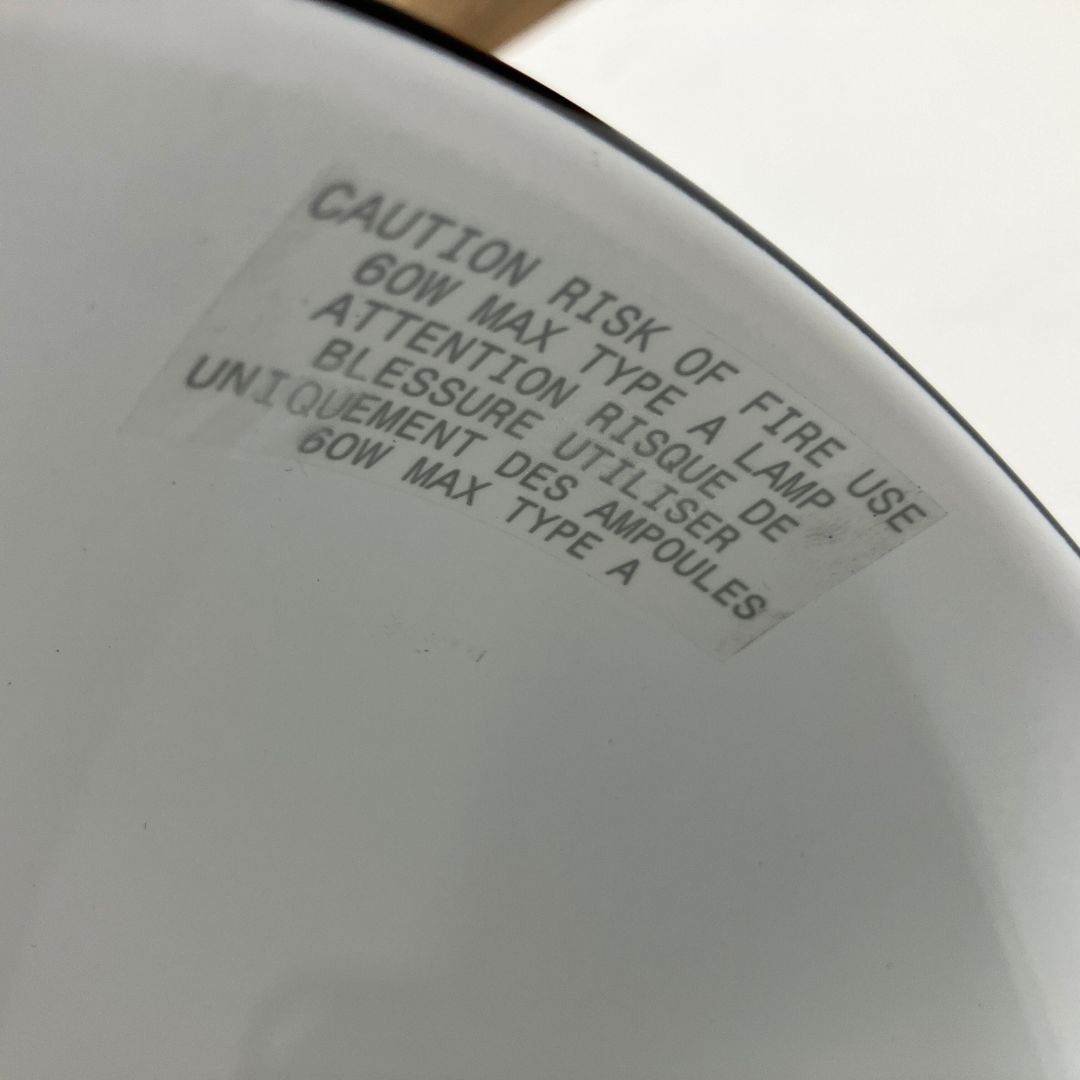 CAUTION RISK OF FIRE USE
60W MAX TYPE A LAMP
ATTENTION RISQUE DE
BLESSURE UTILISER
UNIQUEMENT DES AMPOULES
60W MAX TYPE A